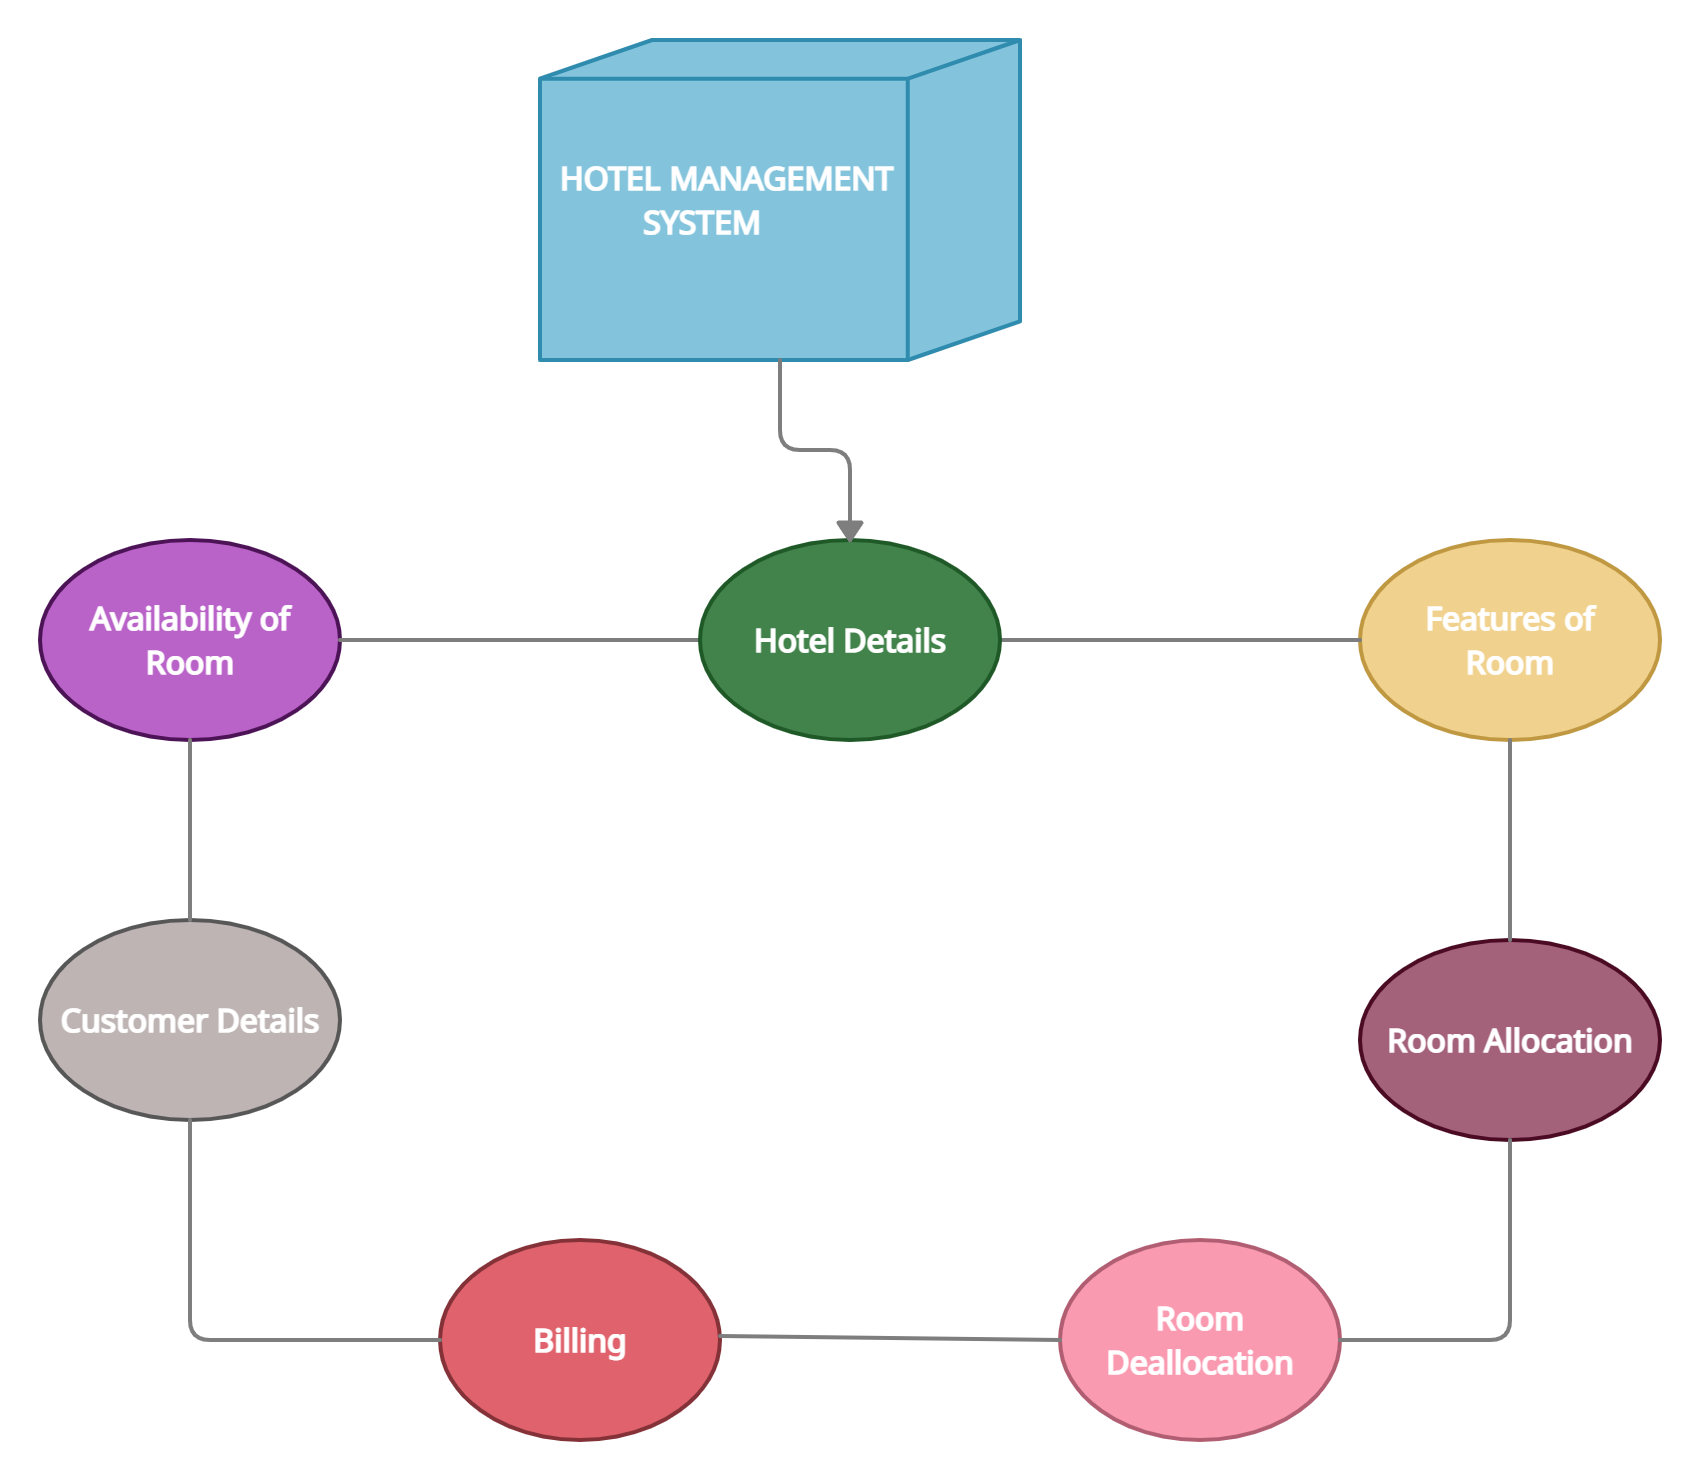 HOTEL MANAGEMENT
SYSTEM
Availability of
Room
Hotel Details
Features of
Room
Customer Details
Room Allocation
Billing
Room
Deallocation